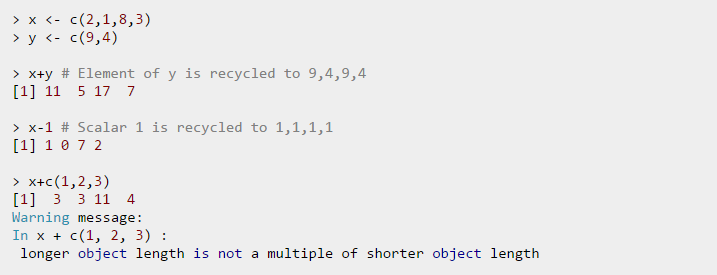 > x <- c(2,1,8,3)
> y <- c(9,4)
> x+y # Element of y is recycled to 9,4,9,4
[1] 11  5 17  7
> x-1 # Scalar 1 is recycled to 1,1,1,1
[1] 1 0 7 2
> x+c(1,2,3)
[1]  3  3 11  4
Warning message:
In x + c(1, 2, 3) :
 longer object length is not a multiple of shorter object length